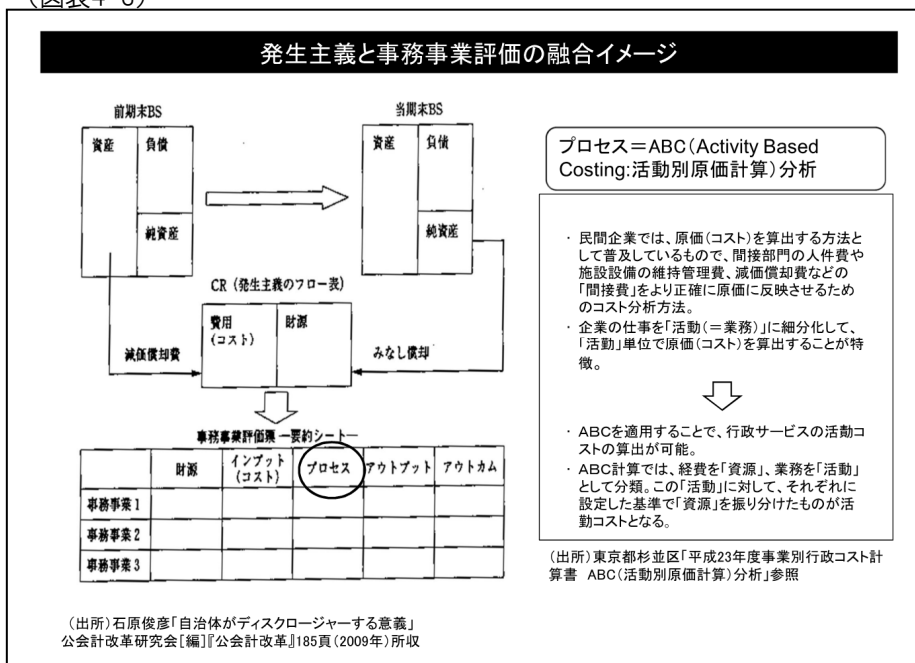 (図表4-6)
発生主義と事務事業評価の融合イメージ
前期末BS
資産
負債
純資産
当期末BS
資産
負債
純資産
CR (発生主義のフロー表)
費用
(コスト)
財源
減価償却費
みなし償却
事務事業評価票 ―要約シート―
財源
インプット
(コスト)
プロセス
アウトプット
アウトカム
事務事業1
事務事業2
事務事業3
(出所)石原俊彦「自治体がディスクロージャーする意義」
公会計改革研究会[編]『公会計改革』185頁(2009年)所収
プロセス=ABC(Activity Based
Costing:活動別原価計算)分析
・ 民間企業では、原価(コスト)を算出する方法と
して普及しているもので、間接部門の人件費や
施設設備の維持管理費、減価償却費などの
「間接費」をより正確に原価に反映させるため
のコスト分析方法。
・ 企業の仕事を「活動(=業務)」に細分化して、
「活動」単位で原価(コスト)を算出することが特
徴。
・ ABCを適用することで、行政サービスの活動コ
ストの算出が可能。
・ ABC計算では、経費を「資源」、業務を「活動」
として分類。この「活動」に対して、それぞれに
設定した基準で「資源」を振り分けたものが活
動コストとなる。
(出所)東京都杉並区「平成23年度事業別行政コスト計
算書 ABC(活動別原価計算)分析」参照